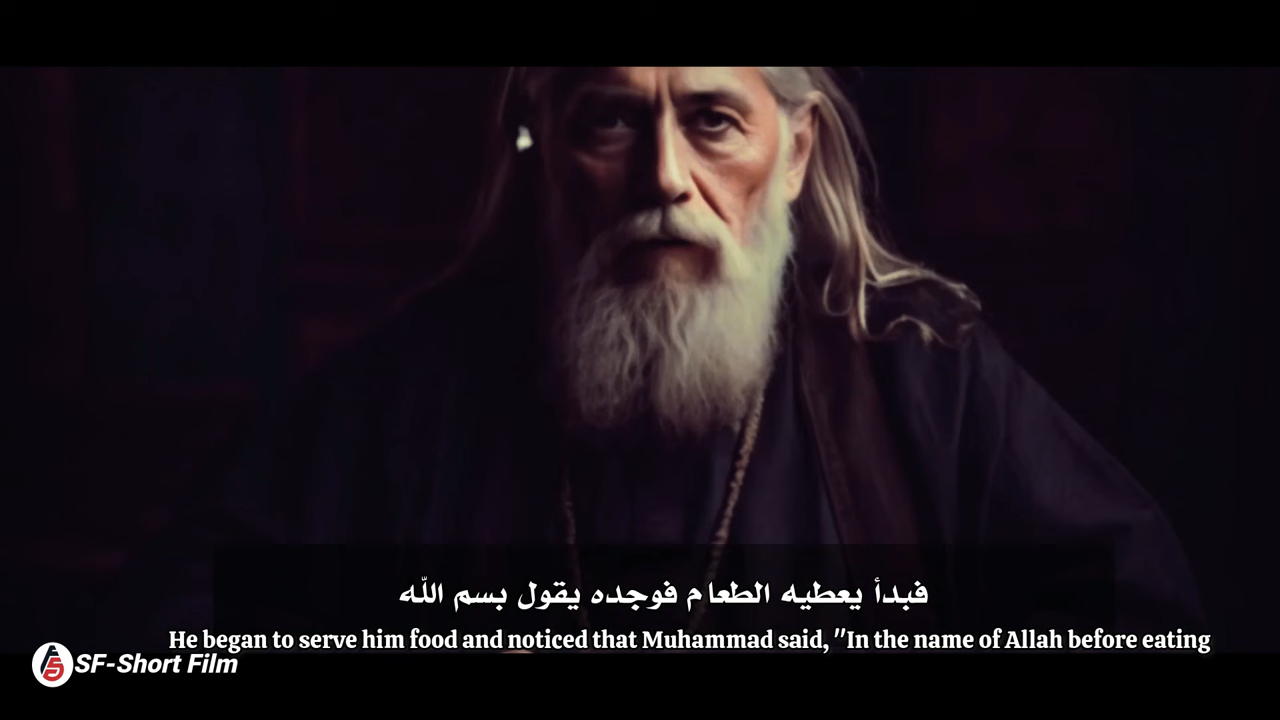 فبدأ يعطيه الطعام فوجده يقول بسم الله
He began to serve him food and noticed that Muhammad said, "In the name of Allah before eating
SF-Short Film